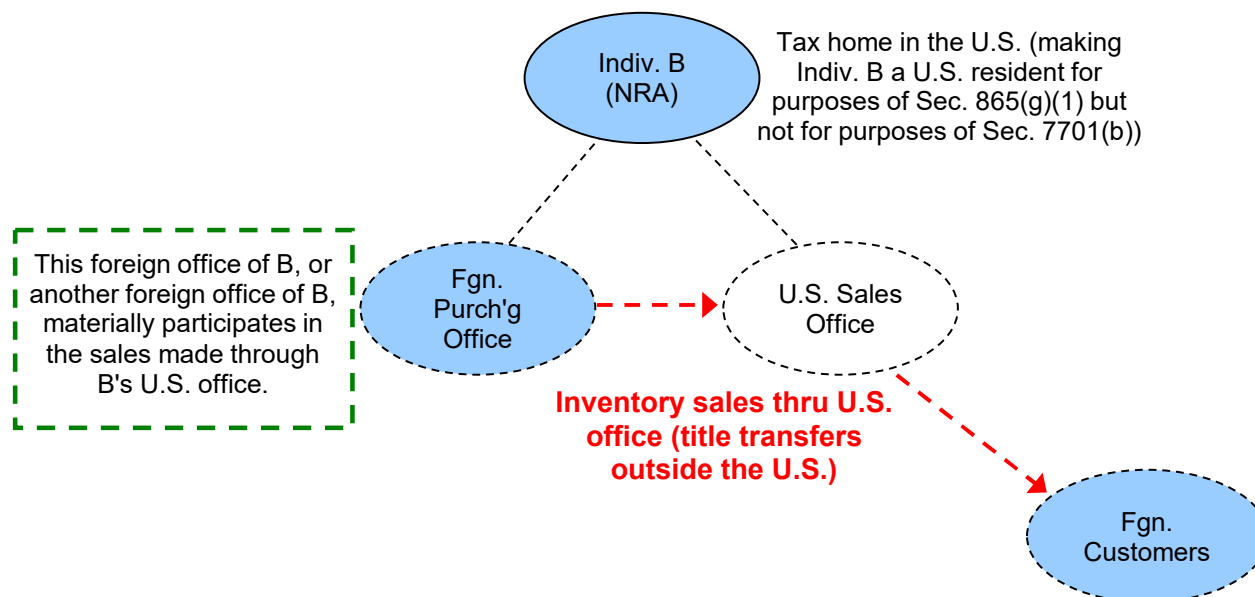 Indiv. B
(NRA)
Tax home in the U.S. (making
Indiv. B a U.S. resident for
purposes of Sec. 865(g)(1) but
not for purposes of Sec. 7701(b))
This foreign office of B, or
another foreign office of B,
materially participates in
the sales made through
B's U.S. office.
Fgn.
Purch'g
Office
U.S. Sales
Office
Inventory sales thru U.S.
office (title transfers
outside the U.S.)
Fgn.
Customers